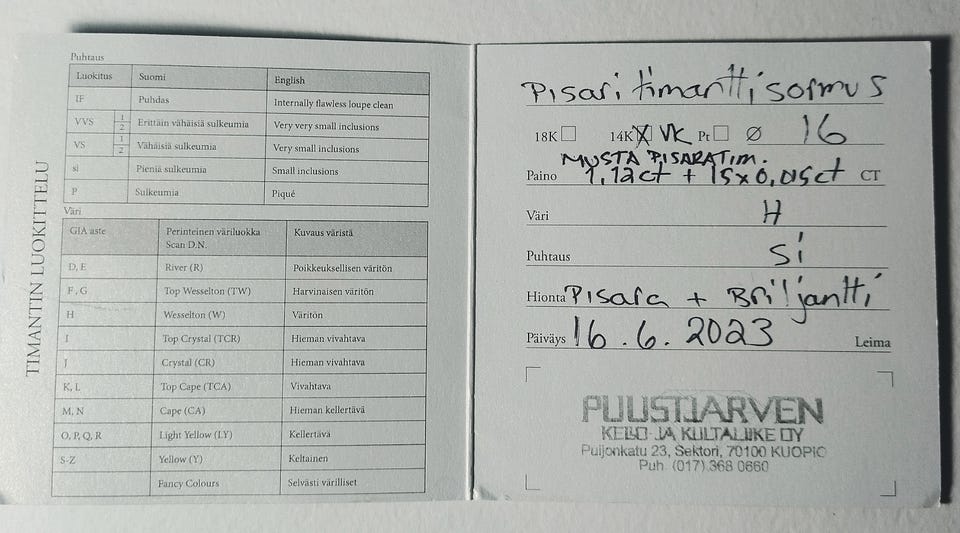 TIMANTIN LUOKITTELU
Puhtaus
Luokitus Suomi English
IF Puhdas Internally flawless loupe clean
VVS 1 2 Erittäin vähäisiä sulkeumia Very very small inclusions
VS 1 2 Vähäisiä sulkeumia Very small inclusions
si Pieniä sulkeumia Small inclusions
P Sulkeumia Piqué
Väri
GIA aste Perinteinen väriluokka Scan D.N. Kuvaus väristä
D, E River (R) Poikkeuksellisen väritön
F, G Top Wesselton (TW) Harvinaisen väritön
H Wesselton (W) Väritön
I Top Crystal (TCR) Hieman vivahtava
J Crystal (CR) Hieman vivahtava
K, L Top Cape (TCA) Vivahtava
M, N Cape (CA) Hieman kellertävä
O, P, Q, R Light Yellow (LY) Kellertävä
S-Z Yellow (Y) Keltainen
Fancy Colours Selvästi värilliset
Pisaritimanttisormus
18K 14K X VK Pt Ø 16
MUSTA PISARATIM.
Paino 1,12ct + 15x0,015ct CT
Väri H
Puhtaus Si
Hionta Pisara + Briljantti
Päiväys 16.6.2023 Leima
PUUSTJARVEN
KELLO- JA KULTALIIKE OY
Puijonkatu 23, Sektori, 70100 KUOPIO
Puh. (017) 368 0660